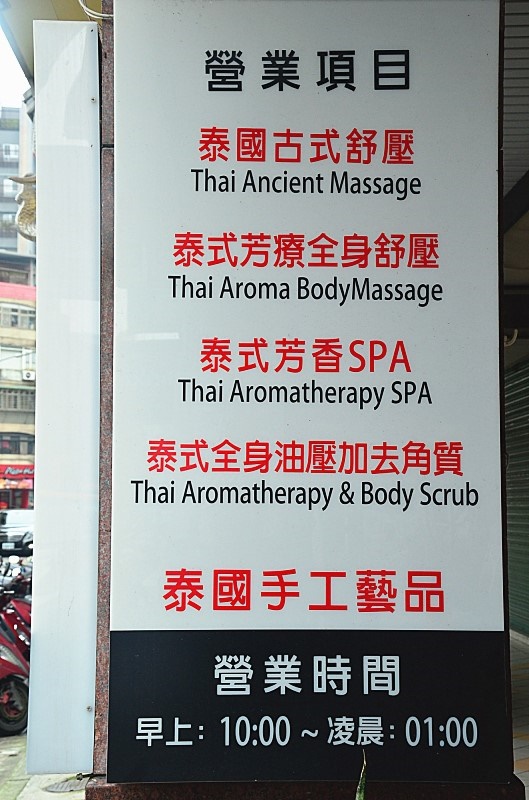 營業項目
泰國古式舒壓
Thai Ancient Massage
泰式芳療全身舒壓
Thai Aroma BodyMassage
泰式芳香SPA
Thai Aromatherapy SPA
泰式全身油壓加去角質
Thai Aromatherapy & Body Scrub
泰國手工藝品
營業時間
早上：10:00 ~ 凌晨：01:00